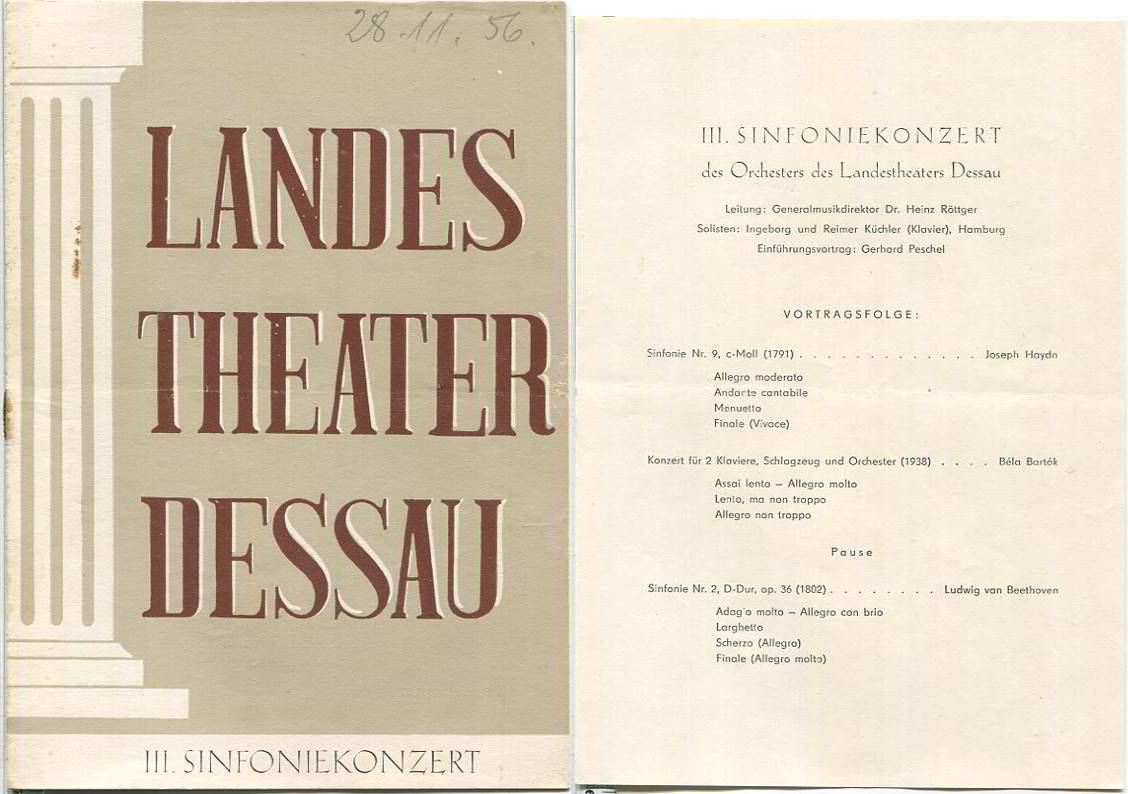 28.11.56.
LANDES
THEATER
DESSAU
III. SINFONIEKONZERT
III. SINFONIEKONZERT
des Orchesters des Landestheaters Dessau
Leitung: Generalmusikdirektor Dr. Heinz Röttger
Solisten: Ingeborg und Reimer Küchler (Klavier), Hamburg
Einführungsvortrag: Gerhard Peschel
VORTRAGSFOLGE:
Sinfonie Nr. 9, c-Moll (1791) . . . . . . . . . . . . . . Joseph Haydn
Allegro moderato
Andante cantabile
Menuetto
Finale (Vivace)
Konzert für 2 Klaviere, Schlagzeug und Orchester (1938) . . . . Béla Bartók
Assai lento – Allegro molto
Lento, ma non troppo
Allegro non troppo
Pause
Sinfonie Nr. 2, D-Dur, op. 36 (1802) . . . . . . . . Ludwig van Beethoven
Adagio molto – Allegro con brio
Larghetto
Scherzo (Allegro)
Finale (Allegro molto)